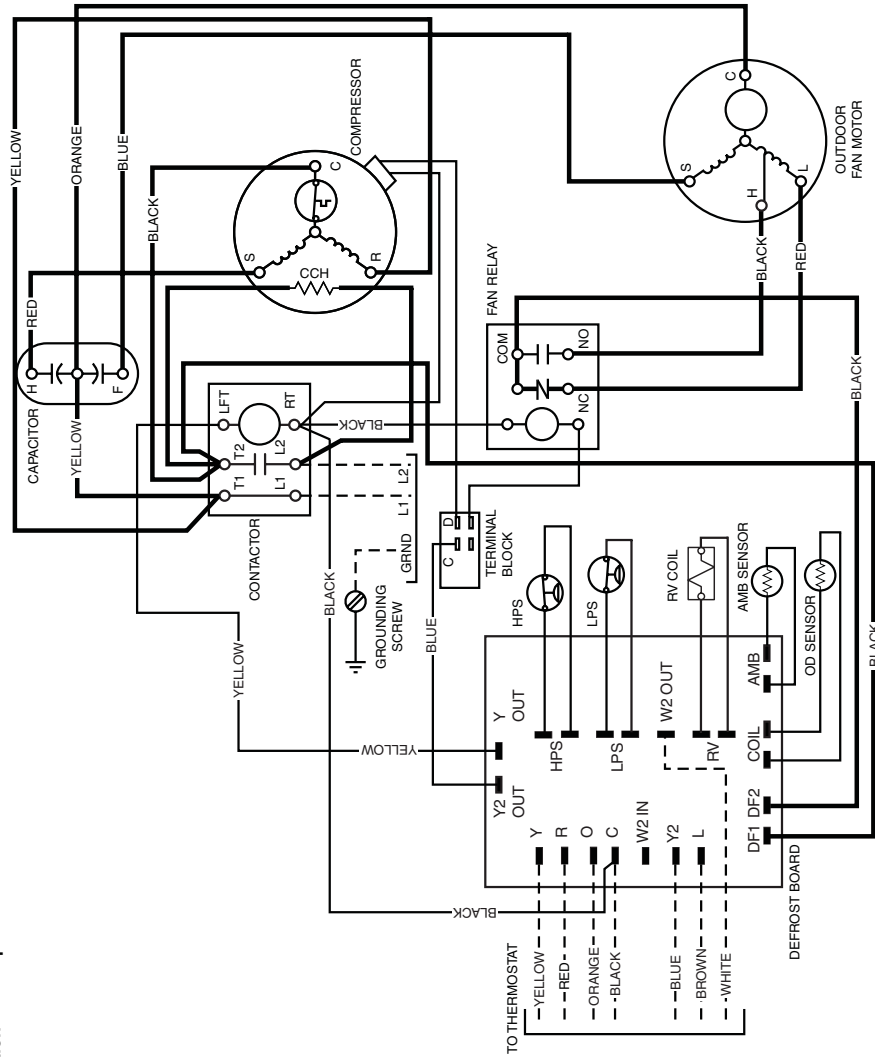 YELLOW
ORANGE
BLUE
BLACK
COMPRESSOR
C
S
R
CCH
RED
H
F
CAPACITOR
YELLOW
LFT
RT
T2
L2
T1
L1
CONTACTOR
BLACK
L2
L1
GRND
GROUNDING
SCREW
BLACK
YELLOW
BLUE
C
D
TERMINAL
BLOCK
FAN RELAY
COM
NO
NC
OUTDOOR
FAN MOTOR
C
S
H
L
BLACK
RED
BLACK
BLACK
HPS
LPS
RV COIL
AMB SENSOR
OD SENSOR
YELLOW
Y
OUT
Y2
OUT
HPS
LPS
W2 OUT
RV
AMB
COIL
DF2
DF1
Y
R
O
C
W2 IN
Y2
L
DEFROST BOARD
BLACK
TO THERMOSTAT
YELLOW
RED
ORANGE
BLACK
BLUE
BROWN
WHITE